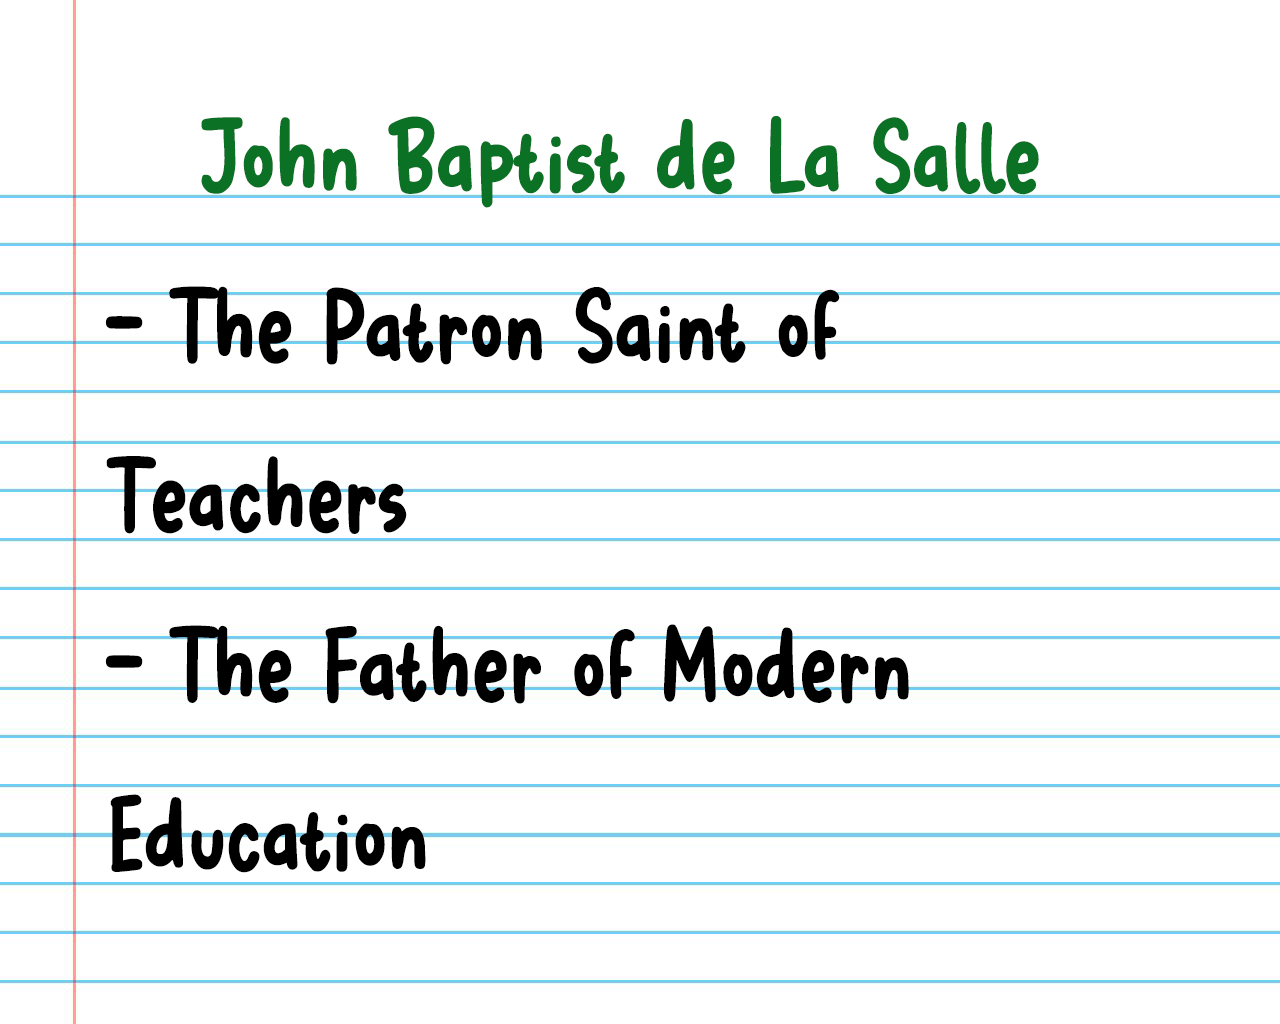 John Baptist de La Salle
- The Patron Saint of
Teachers
- The Father of Modern
Education